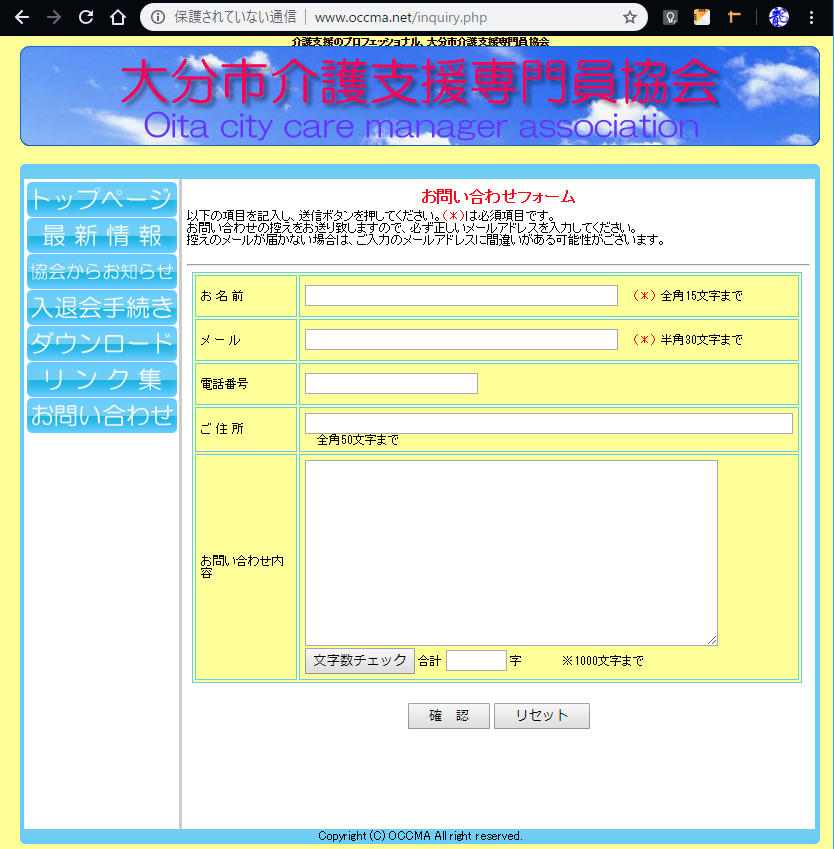 保護されていない通信 | www.occma.net/inquiry.php
介護支援のプロフェッショナル、大分市介護支援専門員協会
大分市介護支援専門員協会
Oita city care manager association
トップページ
最新情報
協会からお知らせ
入退会手続き
ダウンロード
リンク集
お問い合わせ
お問い合わせフォーム
以下の項目を記入し、送信ボタンを押してください。（＊）は必須項目です。
お問い合わせの控えをお送り致しますので、必ず正しいメールアドレスを入力してください。
控えのメールが届かない場合は、ご入力のメールアドレスに間違いがある可能性がございます。
お名前 （＊）全角15文字まで
メール （＊）半角30文字まで
電話番号
ご住所
全角50文字まで
お問い合わせ内
容
文字数チェック 合計 字 ※1000文字まで
確　認 リセット
Copyright (C) OCCMA All right reserved.